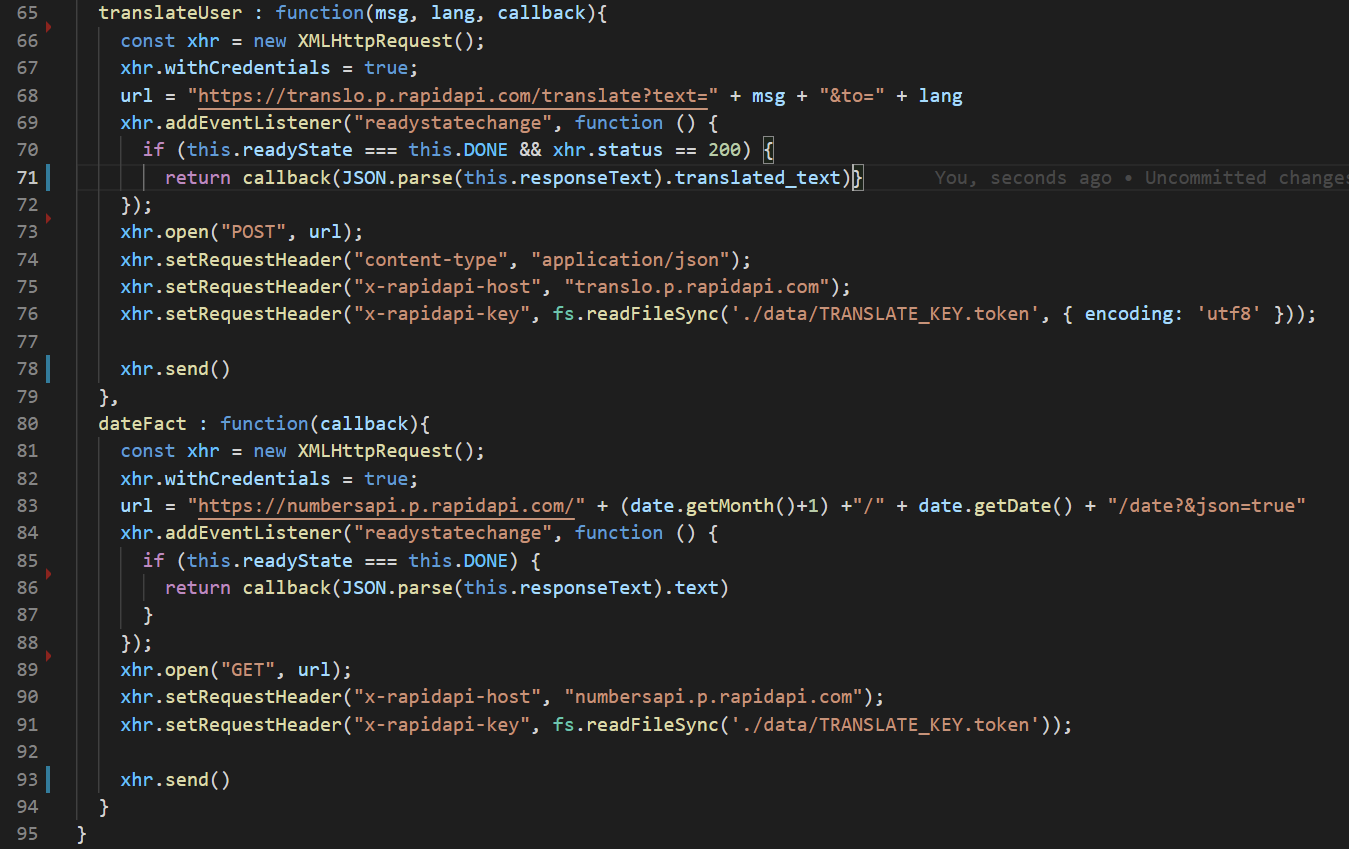 65 translateUser : function(msg, lang, callback){
66 const xhr = new XMLHttpRequest();
67 xhr.withCredentials = true;
68 url = "https://translo.p.rapidapi.com/translate?text=" + msg + "&to=" + lang
69 xhr.addEventListener("readystatechange", function () {
70 if (this.readyState === this.DONE && xhr.status == 200) {
71 return callback(JSON.parse(this.responseText).translated_text)} You, seconds ago • Uncommitted changes
72 });
73 xhr.open("POST", url);
74 xhr.setRequestHeader("content-type", "application/json");
75 xhr.setRequestHeader("x-rapidapi-host", "translo.p.rapidapi.com");
76 xhr.setRequestHeader("x-rapidapi-key", fs.readFileSync('./data/TRANSLATE_KEY.token', { encoding: 'utf8' }));
77
78 xhr.send()
79 },
80 dateFact : function(callback){
81 const xhr = new XMLHttpRequest();
82 xhr.withCredentials = true;
83 url = "https://numbersapi.p.rapidapi.com/" + (date.getMonth()+1) +"/" + date.getDate() + "/date?&json=true"
84 xhr.addEventListener("readystatechange", function () {
85 if (this.readyState === this.DONE) {
86 return callback(JSON.parse(this.responseText).text)
87 }
88 });
89 xhr.open("GET", url);
90 xhr.setRequestHeader("x-rapidapi-host", "numbersapi.p.rapidapi.com");
91 xhr.setRequestHeader("x-rapidapi-key", fs.readFileSync('./data/TRANSLATE_KEY.token'));
92
93 xhr.send()
94 }
95 }